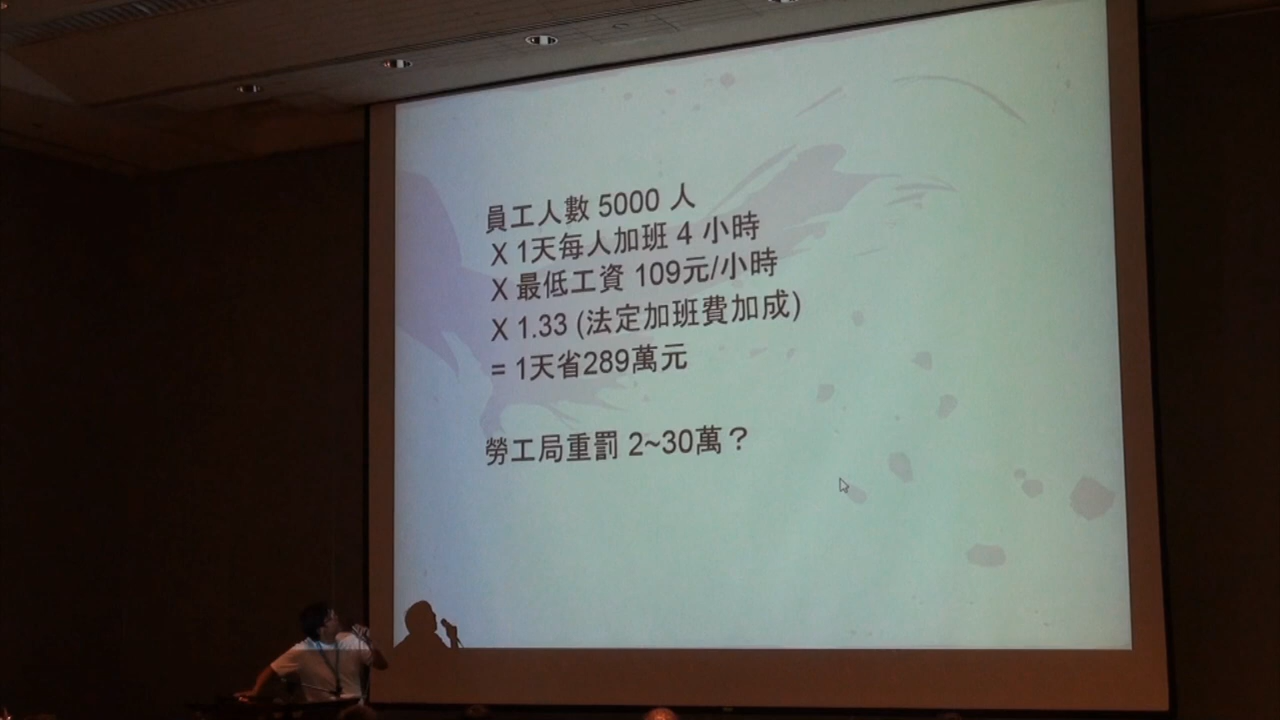 員工人數 5000 人
X 1天每人加班 4 小時
X 最低工資 109元/小時
X 1.33 (法定加班費加成)
= 1天省289萬元
勞工局重罰 2~30萬？